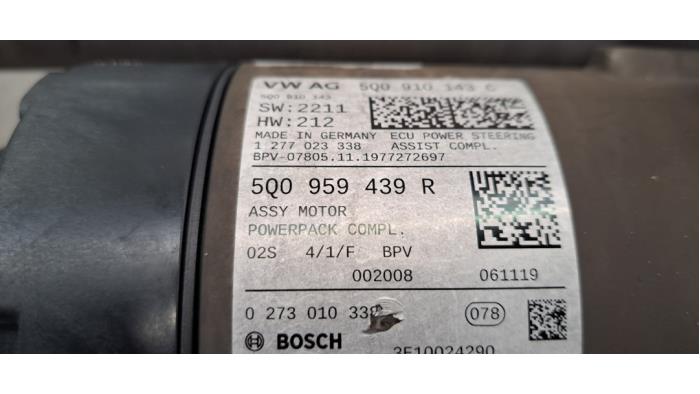 VW AG 5Q0 910 143 C
5Q0 910 143
SW:2211
HW:212
MADE IN GERMANY ECU POWER STEERING
1 277 023 338 ASSIST COMPL.
BPV-07805.11.1977272697
5Q0 959 439 R
ASSY MOTOR
POWERPACK COMPL.
02S 4/1/F BPV
002008 061119
0 273 010 338 078
BOSCH 3F10024290